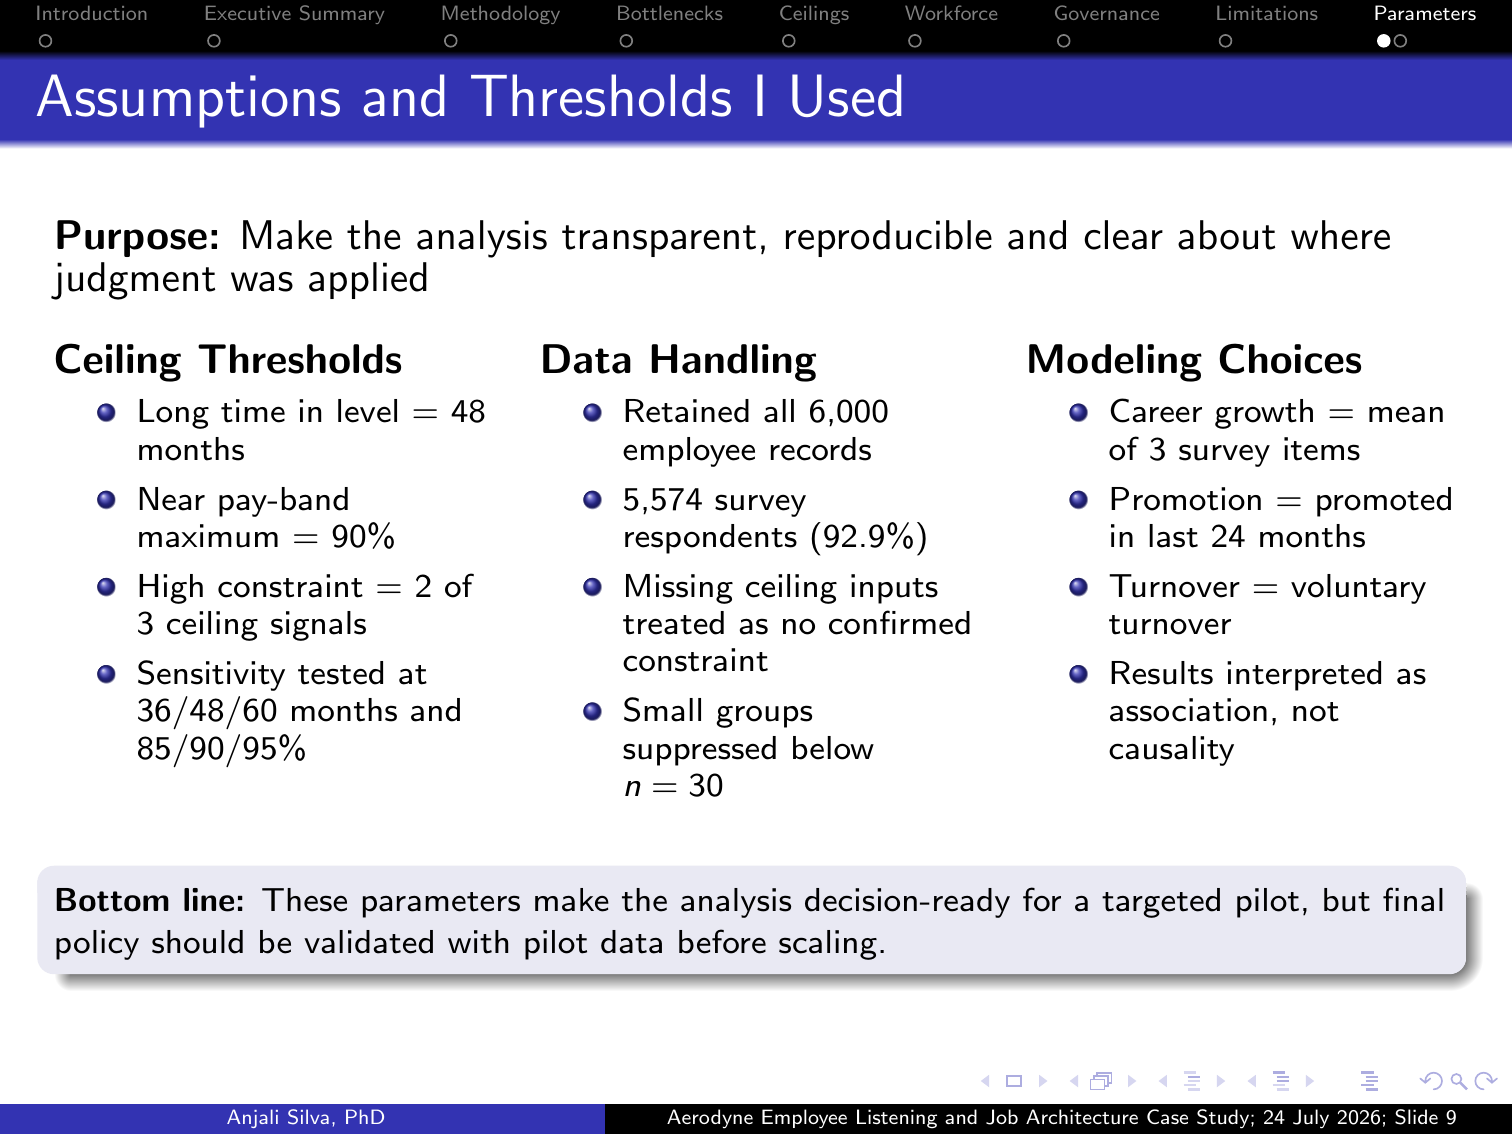 Introduction Executive Summary Methodology Bottlenecks Ceilings Workforce Governance Limitations Parameters
Assumptions and Thresholds I Used
Purpose: Make the analysis transparent, reproducible and clear about where
judgment was applied
Ceiling Thresholds
Long time in level = 48
months
Near pay-band
maximum = 90%
High constraint = 2 of
3 ceiling signals
Sensitivity tested at
36/48/60 months and
85/90/95%
Data Handling
Retained all 6,000
employee records
5,574 survey
respondents (92.9%)
Missing ceiling inputs
treated as no confirmed
constraint
Small groups
suppressed below
n = 30
Modeling Choices
Career growth = mean
of 3 survey items
Promotion = promoted
in last 24 months
Turnover = voluntary
turnover
Results interpreted as
association, not
causality
Bottom line: These parameters make the analysis decision-ready for a targeted pilot, but final
policy should be validated with pilot data before scaling.
Anjali Silva, PhD
Aerodyne Employee Listening and Job Architecture Case Study; 24 July 2026; Slide 9